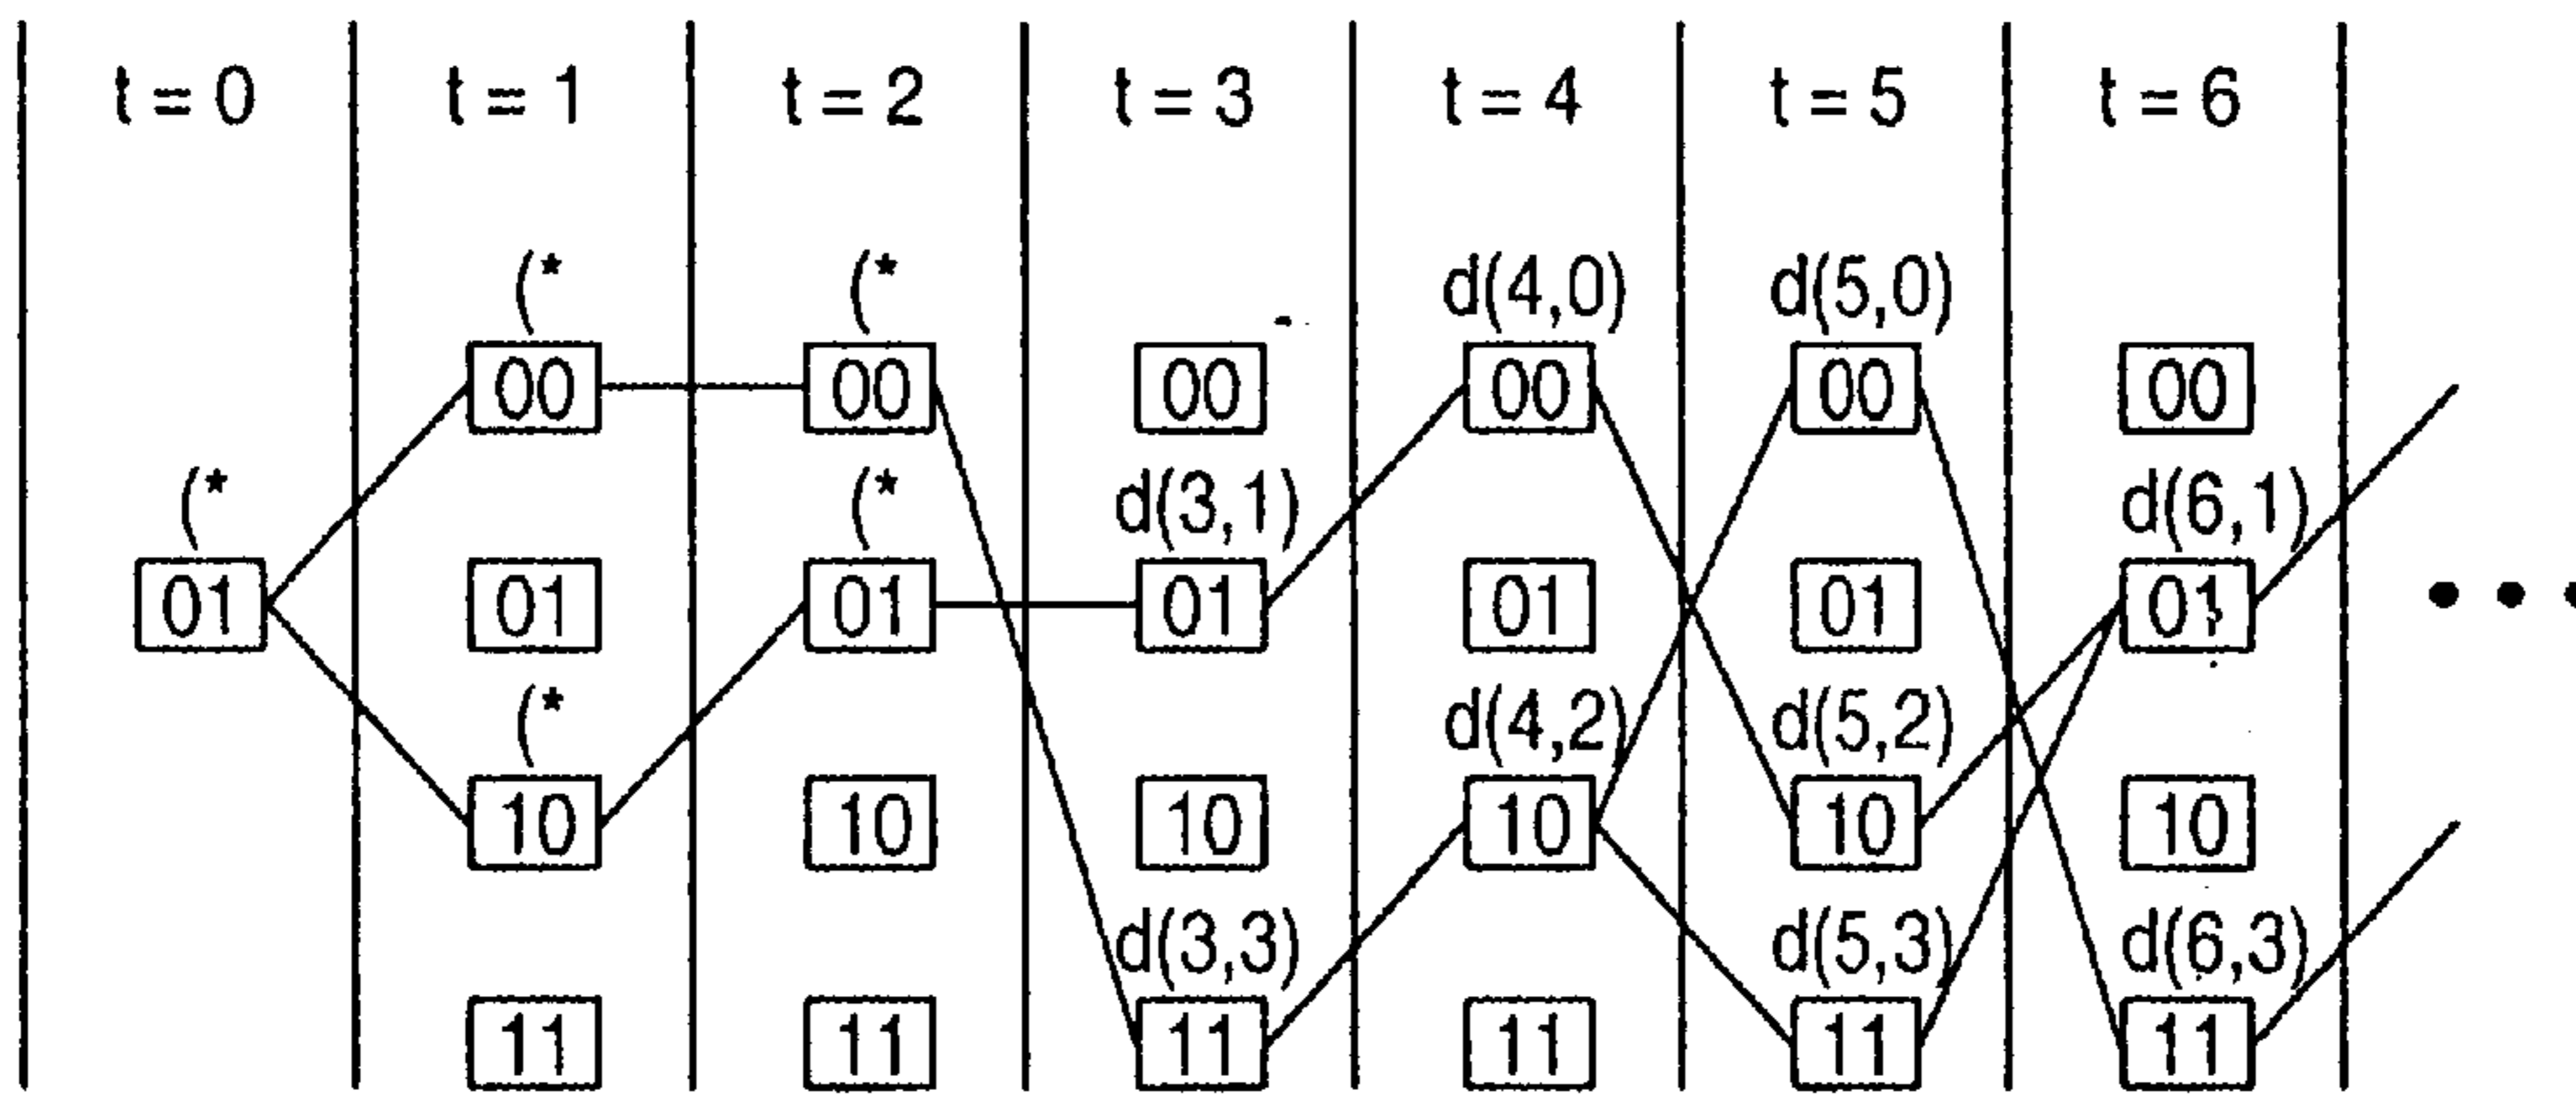 t = 0 t = 1 t = 2 t = 3 t = 4 t = 5 t = 6
(* (* d(4,0) d(5,0)
00 00 00 00 00 00
(* (* d(3,1) d(6,1)
01 01 01 01 01 01 01
(* d(4,2) d(5,2)
10 10 10 10 10 10
d(3,3) d(5,3) d(6,3)
11 11 11 11 11 11